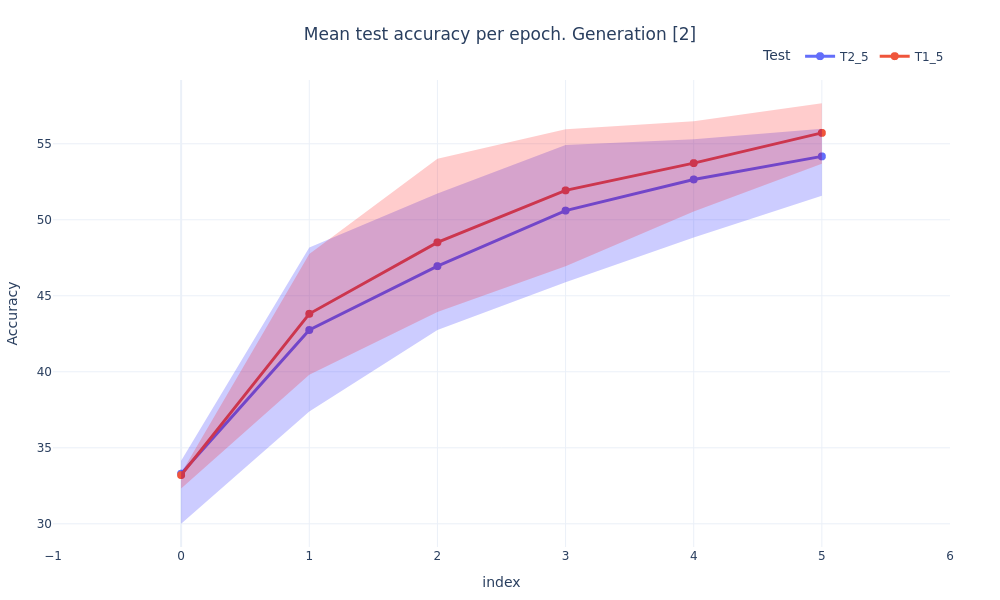 Mean test accuracy per epoch. Generation [2]
Test T2_5 T1_5
Accuracy
55
50
45
40
35
30
−1 0 1 2 3 4 5 6
index